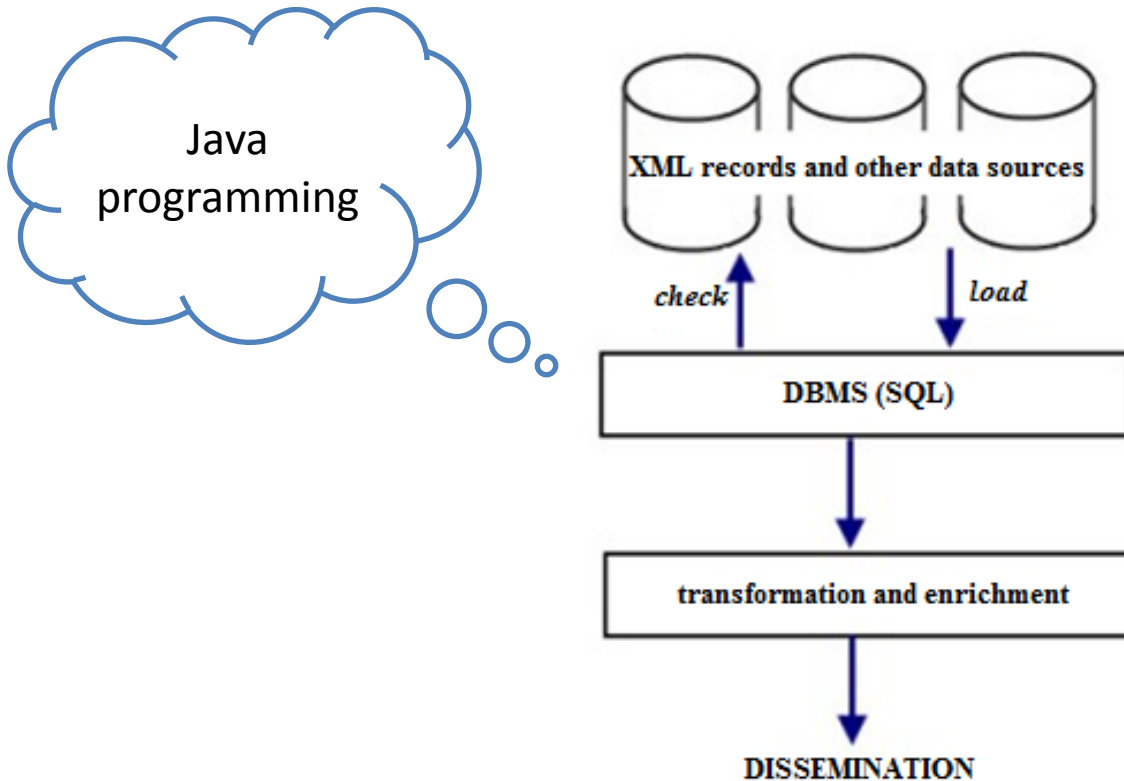 Java
programming
XML records and other data sources
check
load
DBMS (SQL)
transformation and enrichment
DISSEMINATION